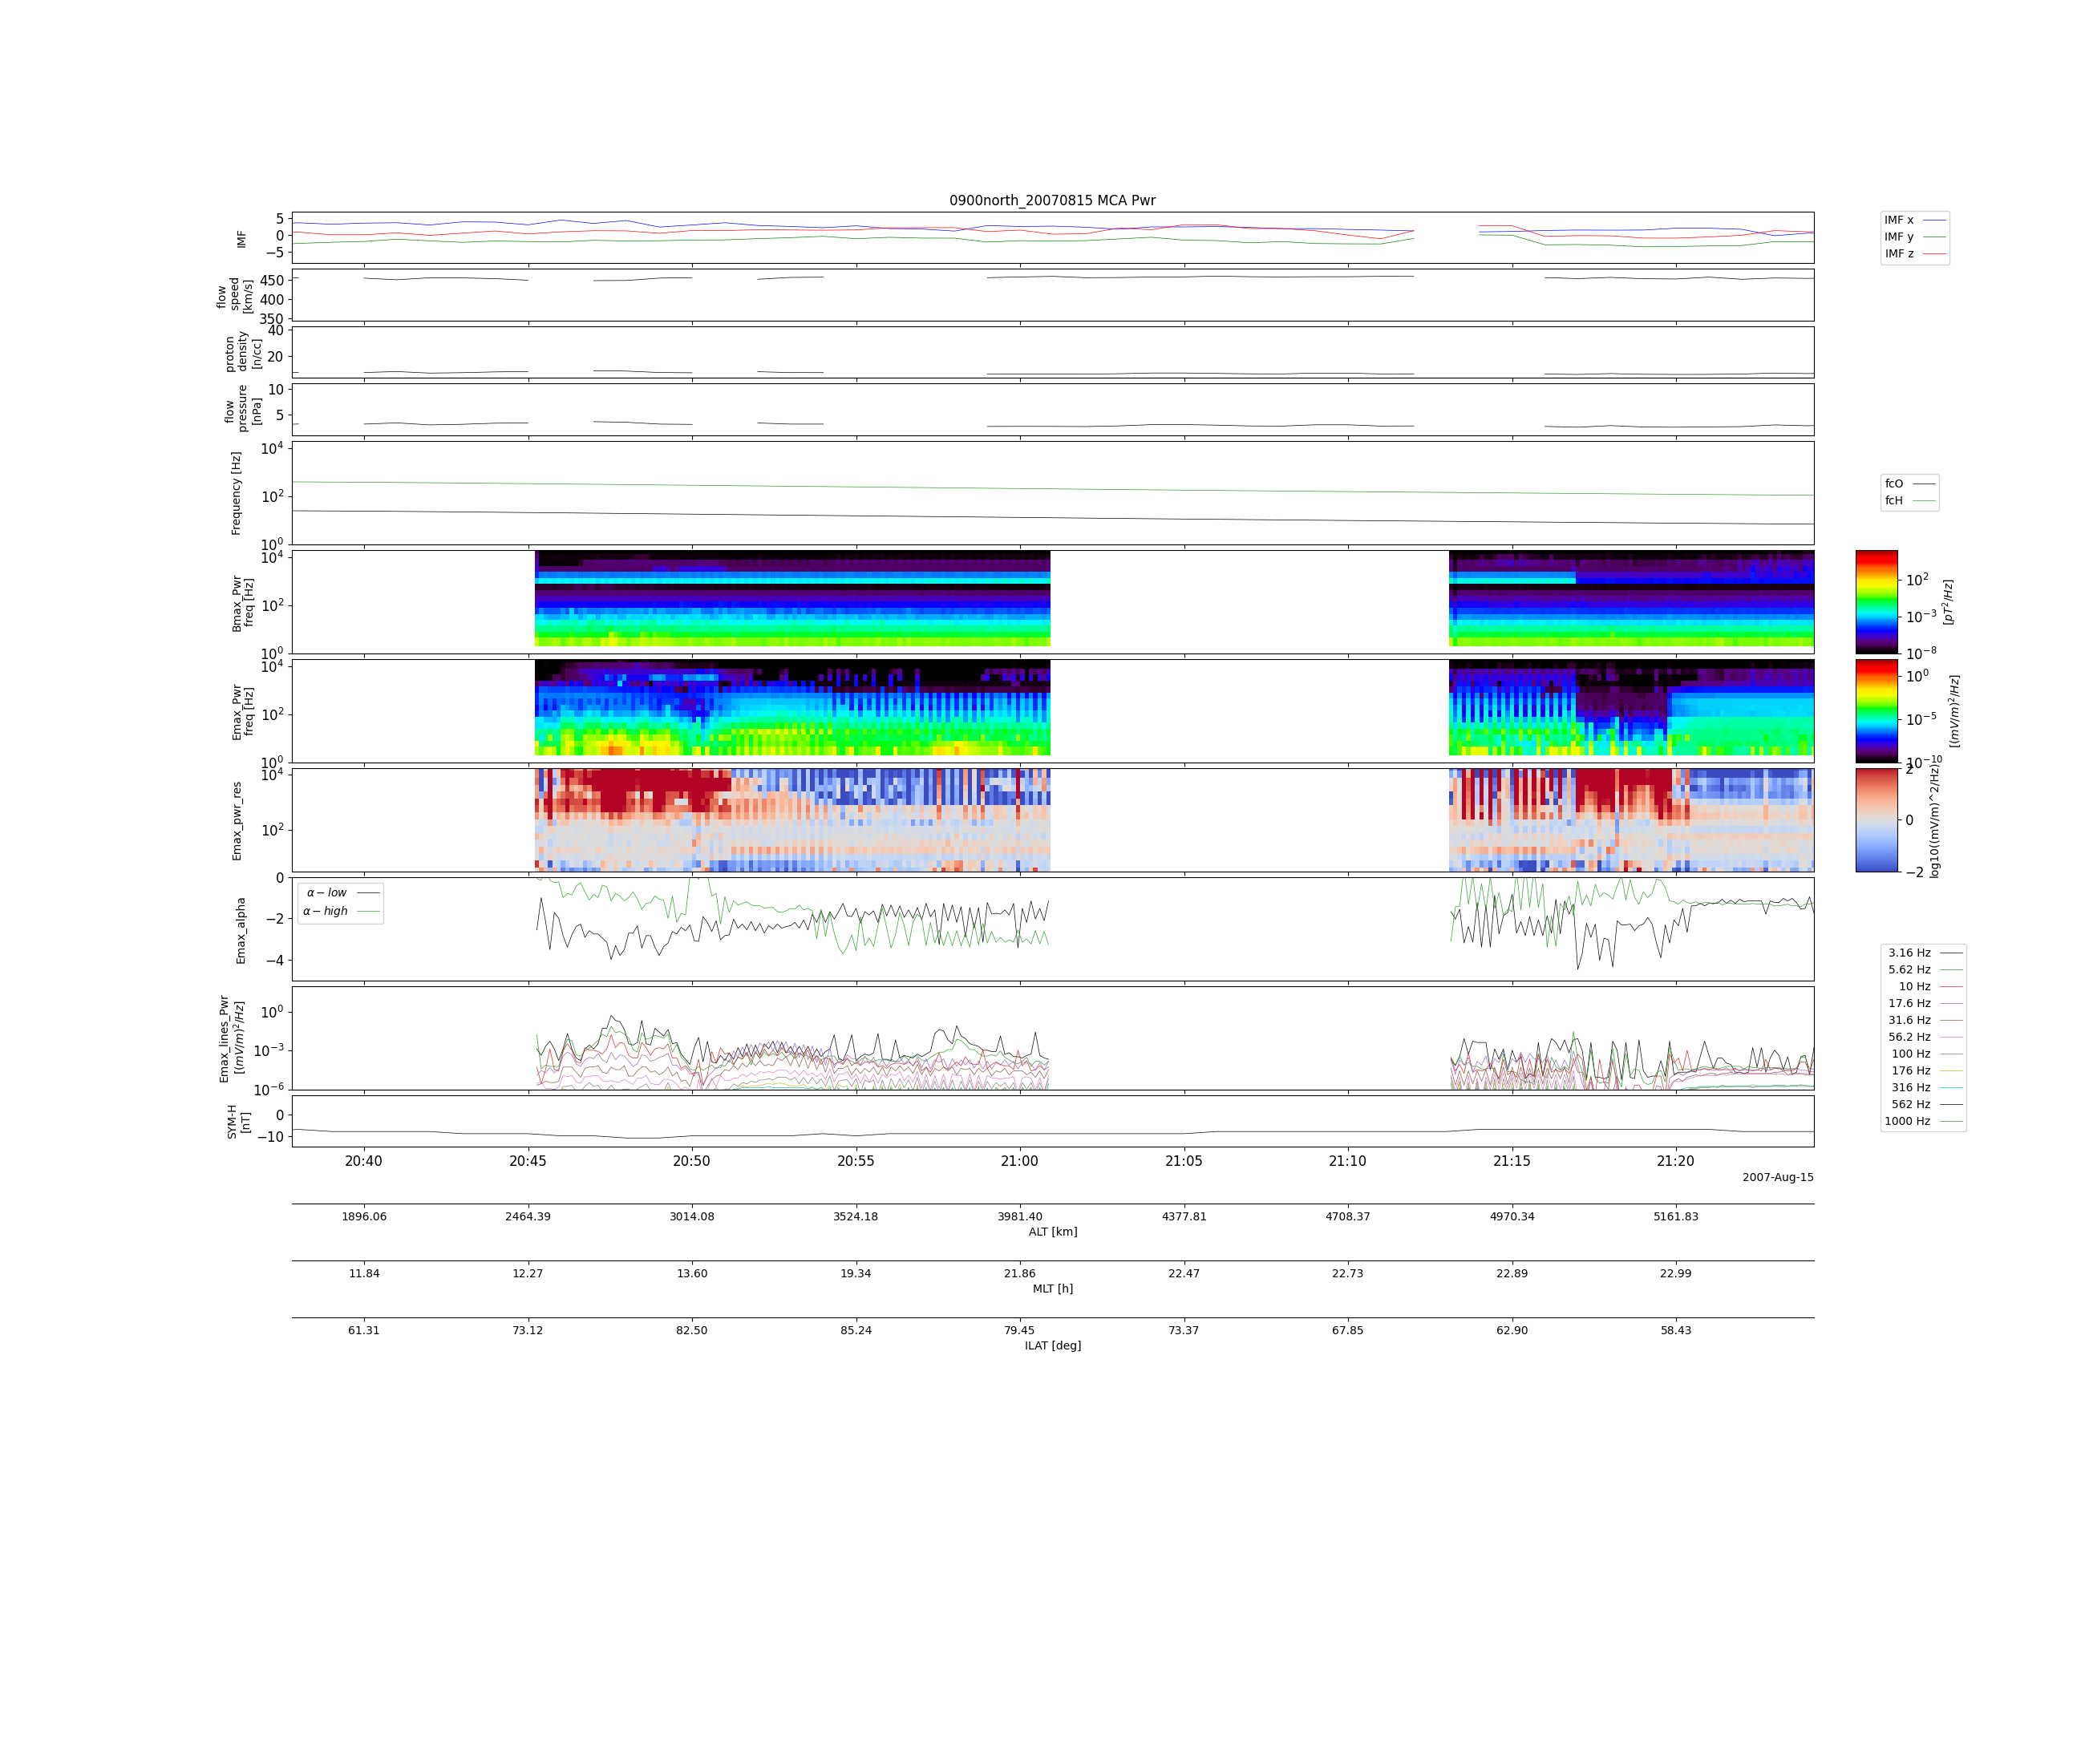 0900north_20070815 MCA Pwr
5
0
−5
IMF
IMF x
IMF y
IMF z
450
400
350
flow
speed
[km/s]
40
20
proton
density
[n/cc]
10
5
flow
pressure
[nPa]
10^4
10^2
10^0
Frequency [Hz]
fcO
fcH
10^4
10^2
10^0
Bmax_Pwr
freq [Hz]
10^2
10^−3
10^−8
[pT^2/Hz]
10^4
10^2
10^0
Emax_Pwr
freq [Hz]
10^0
10^−5
10^−10
[(mV/m)^2/Hz]
10^4
10^2
Emax_pwr_res
2
0
−2
log10((mV/m)^2/Hz)
0
−2
−4
Emax_alpha
α − low
α − high
10^0
10^−3
10^−6
Emax_lines_Pwr
[(mV/m)^2/Hz]
3.16 Hz
5.62 Hz
10 Hz
17.6 Hz
31.6 Hz
56.2 Hz
100 Hz
176 Hz
316 Hz
562 Hz
1000 Hz
0
−10
SYM-H
[nT]
20:40 20:45 20:50 20:55 21:00 21:05 21:10 21:15 21:20
2007-Aug-15
1896.06 2464.39 3014.08 3524.18 3981.40 4377.81 4708.37 4970.34 5161.83
ALT [km]
11.84 12.27 13.60 19.34 21.86 22.47 22.73 22.89 22.99
MLT [h]
61.31 73.12 82.50 85.24 79.45 73.37 67.85 62.90 58.43
ILAT [deg]